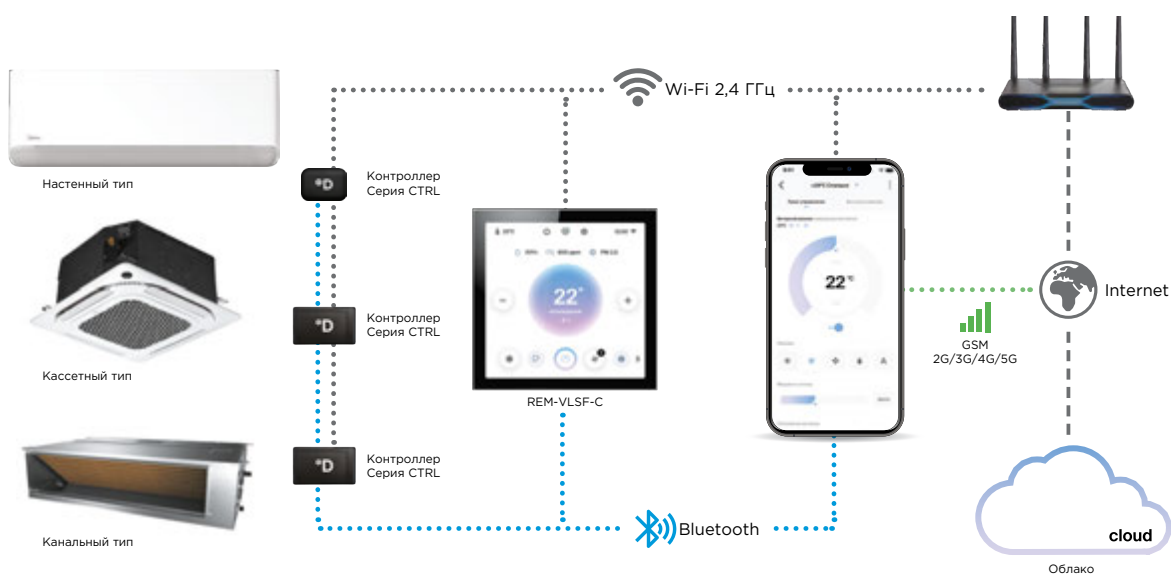 Wi-Fi 2,4 ГГц
Настенный тип
°D
Контроллер
Серия CTRL
22°
22 °c
Internet
GSM
2G/3G/4G/5G
°D
Контроллер
Серия CTRL
Кассетный тип
REM-VLSF-C
°D
Контроллер
Серия CTRL
Bluetooth
Канальный тип
cloud
Облако